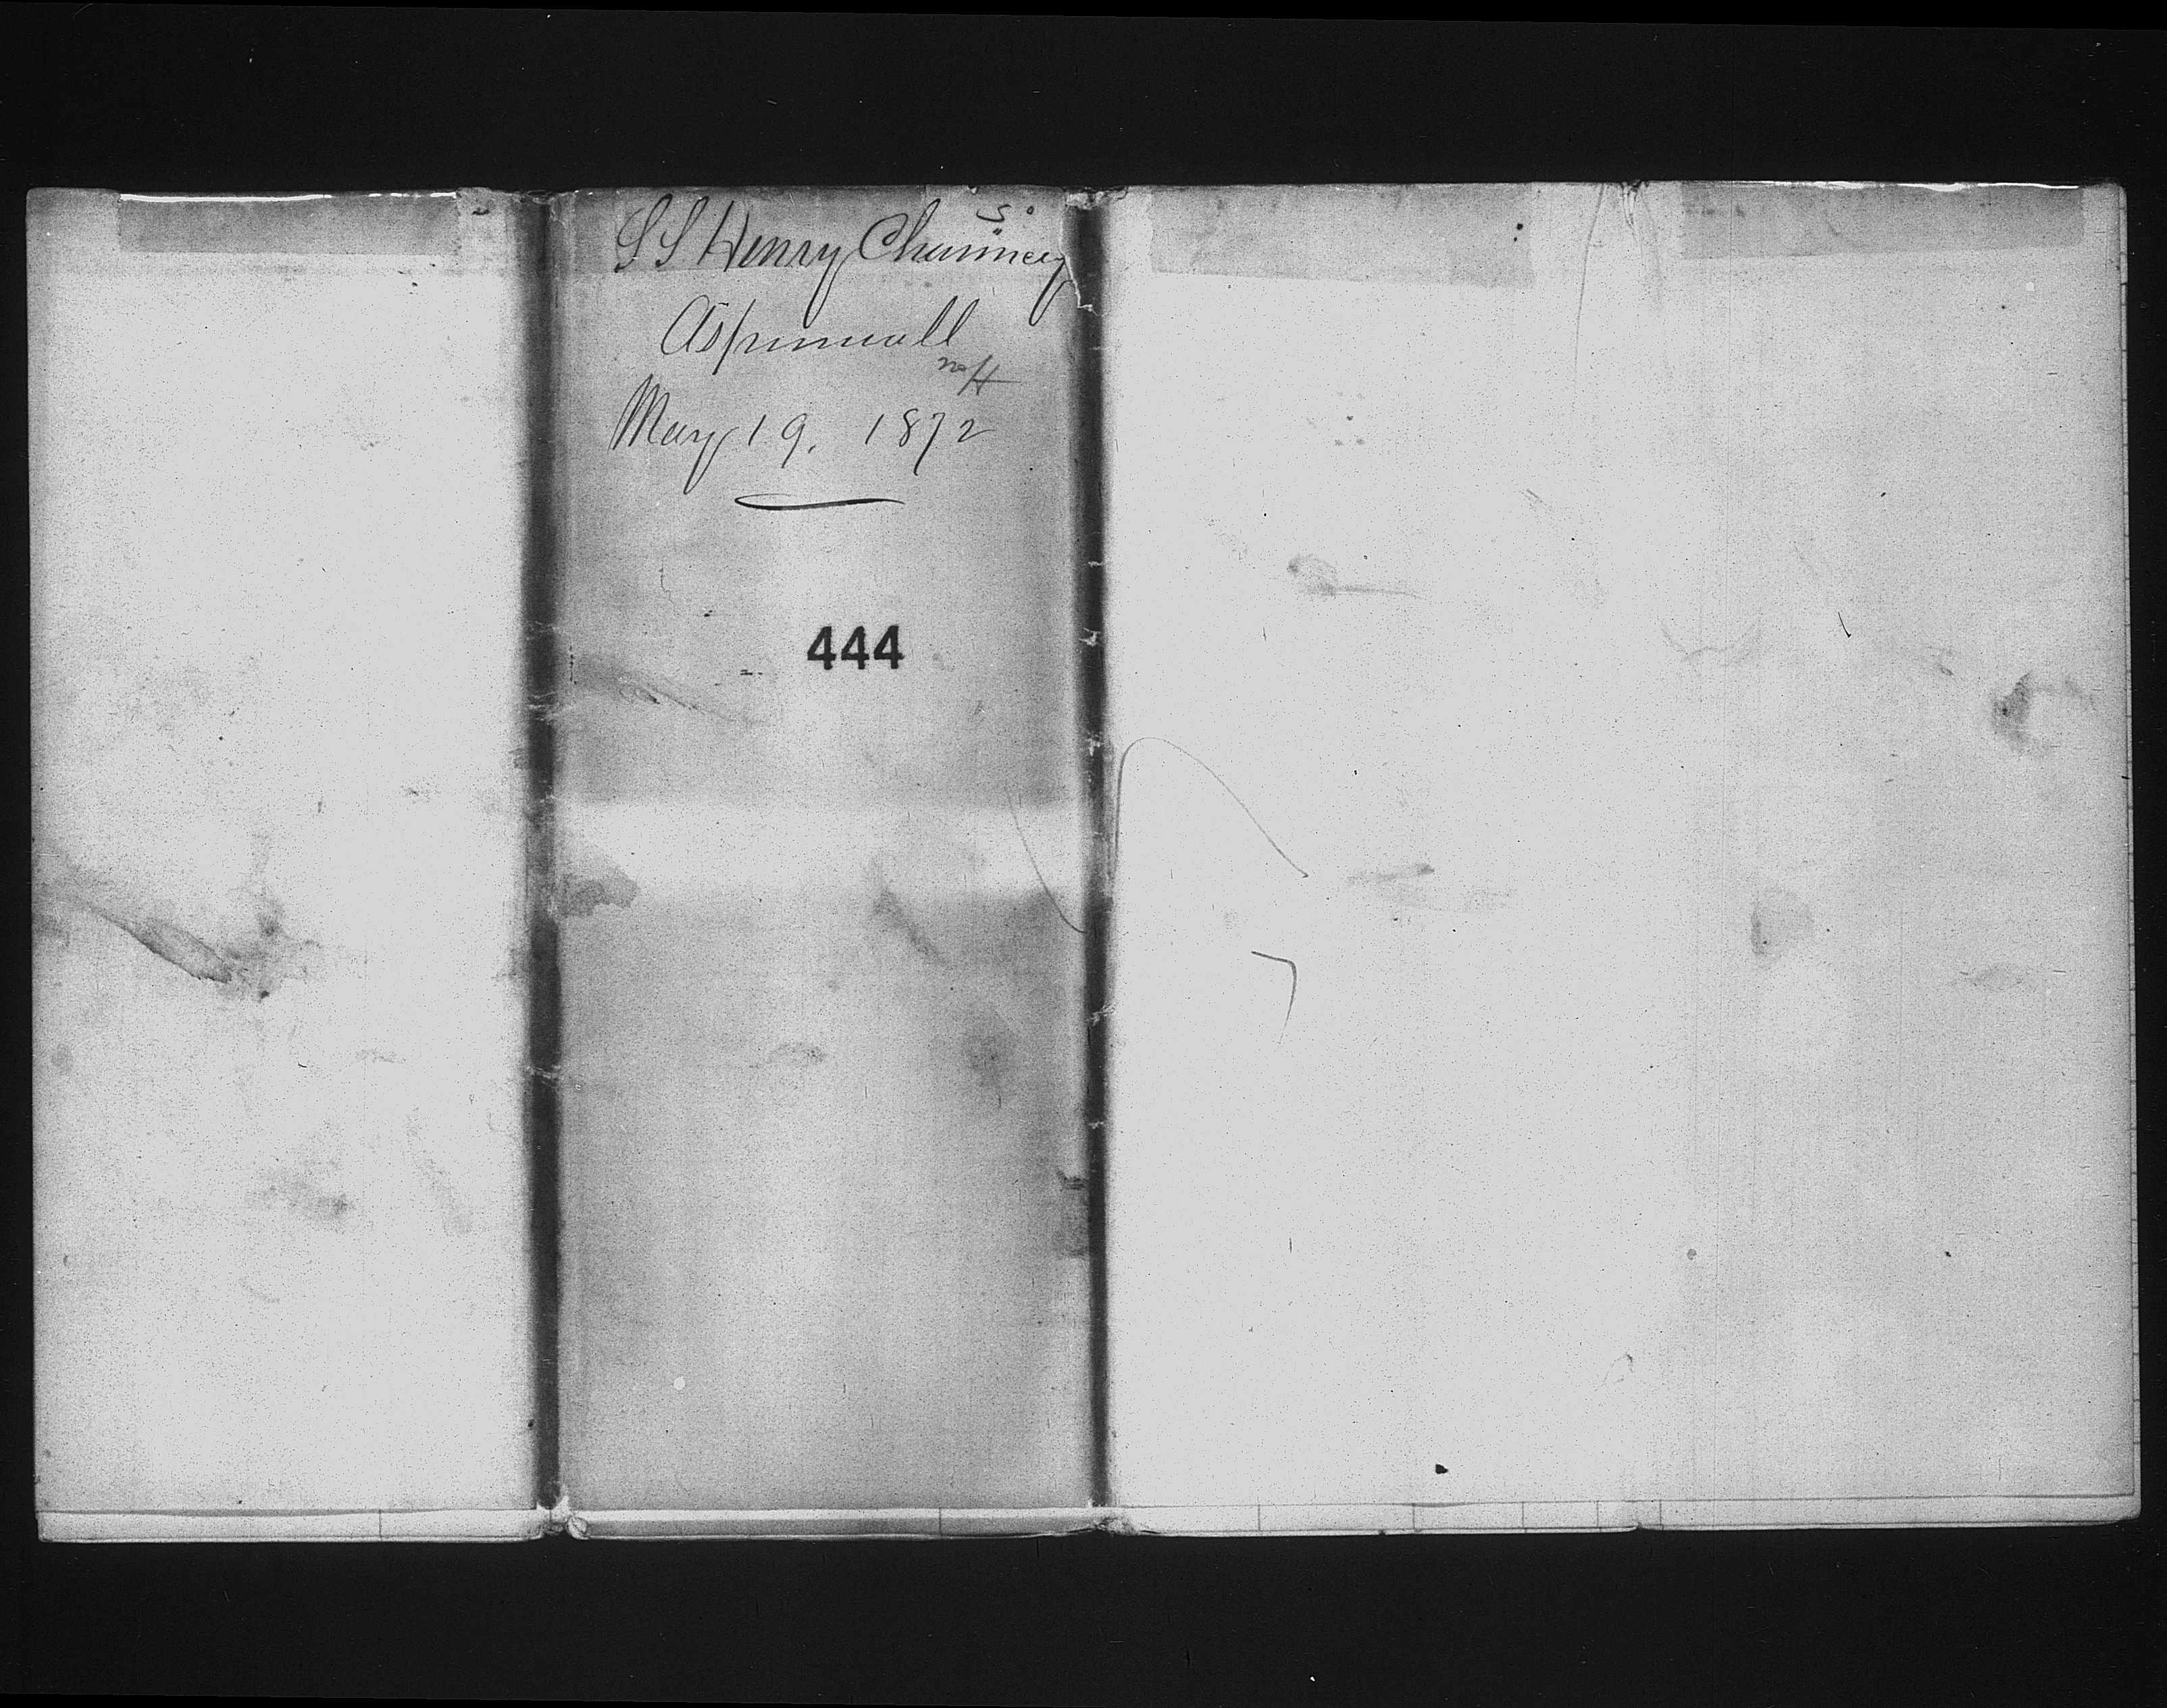 S S Henry Chauncey
Aspinwall
May 19, 1872
444